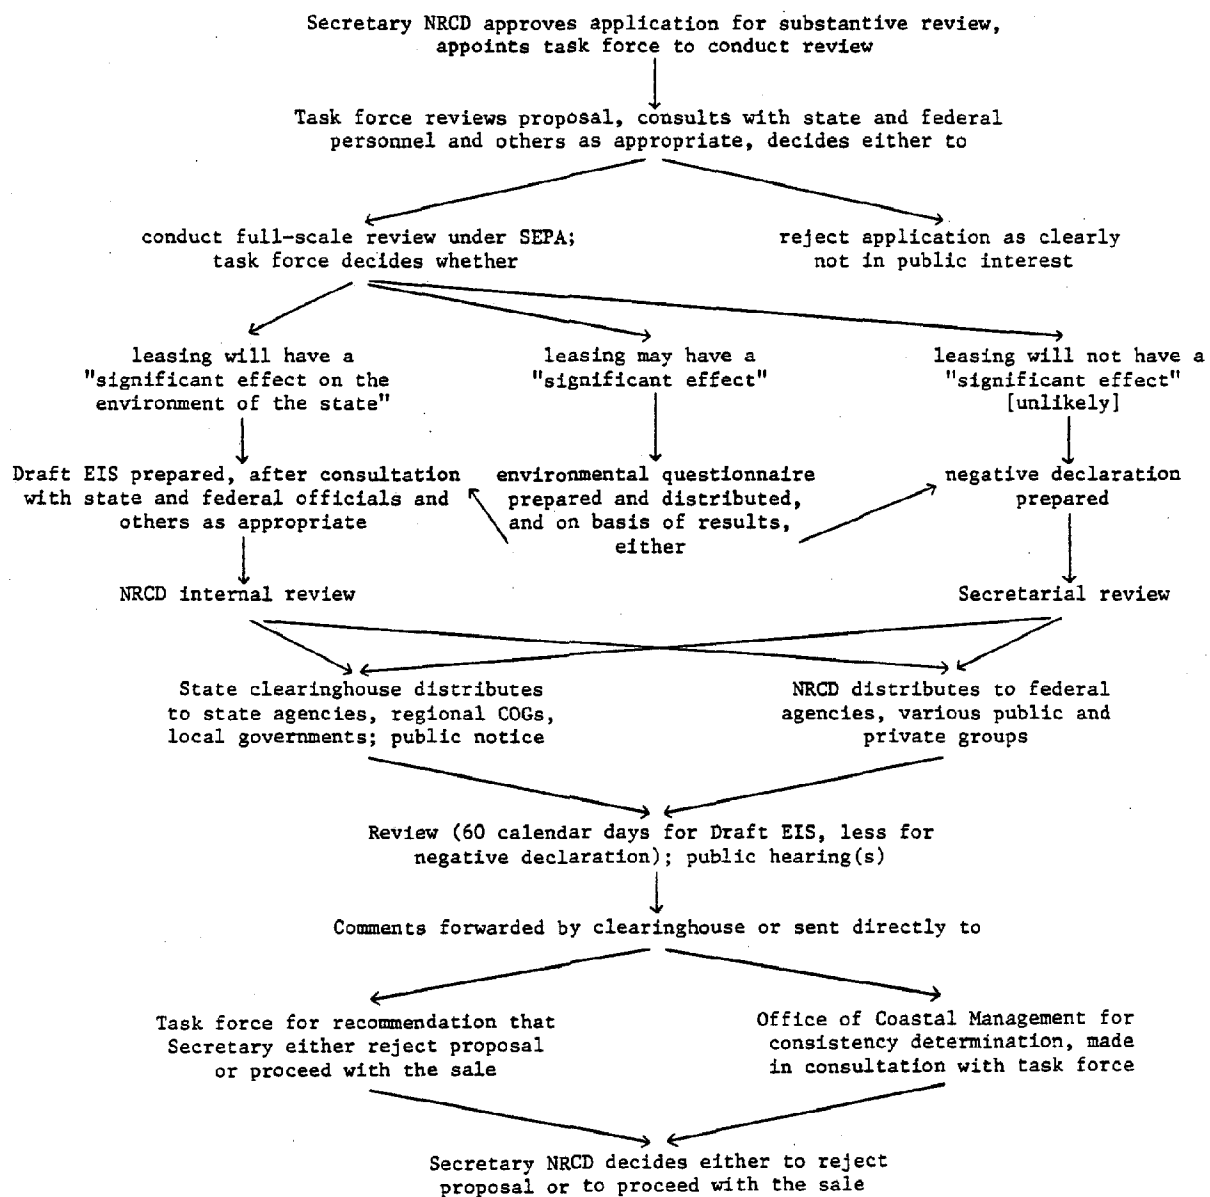 Secretary NRCD approves application for substantive review,
appoints task force to conduct review
Task force reviews proposal, consults with state and federal
personnel and others as appropriate, decides either to
conduct full-scale review under SEPA;
task force decides whether
reject application as clearly
not in public interest
leasing will have a
"significant effect on the
environment of the state"
leasing may have a
"significant effect"
leasing will not have a
"significant effect"
[unlikely]
Draft EIS prepared, after consultation
with state and federal officials and
others as appropriate
environmental questionnaire
prepared and distributed,
and on basis of results,
either
negative declaration
prepared
NRCD internal review
Secretarial review
State clearinghouse distributes
to state agencies, regional COGs,
local governments; public notice
NRCD distributes to federal
agencies, various public and
private groups
Review (60 calendar days for Draft EIS, less for
negative declaration); public hearing(s)
Comments forwarded by clearinghouse or sent directly to
Task force for recommendation that
Secretary either reject proposal
or proceed with the sale
Office of Coastal Management for
consistency determination, made
in consultation with task force
Secretary NRCD decides either to reject
proposal or to proceed with the sale